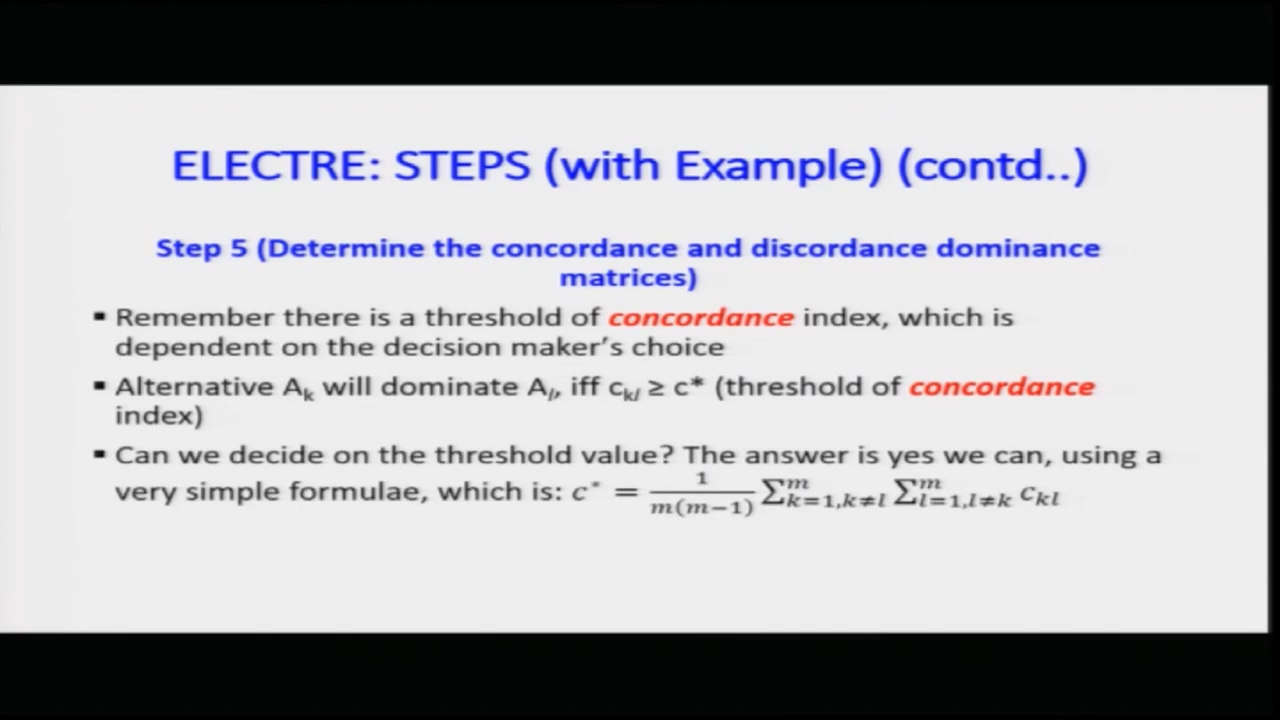 ELECTRE: STEPS (with Example) (contd..)
Step 5 (Determine the concordance and discordance dominance
matrices)
▪ Remember there is a threshold of concordance index, which is
dependent on the decision maker's choice
▪ Alternative Aₖ will dominate Aₗ, iff cₖₗ ≥ c* (threshold of concordance
index)
▪ Can we decide on the threshold value? The answer is yes we can, using a
very simple formulae, which is: c* = 1/m(m−1) ∑ᵐₖ₌₁,ₖ≠ₗ ∑ᵐₗ₌₁,ₗ≠ₖ cₖₗ